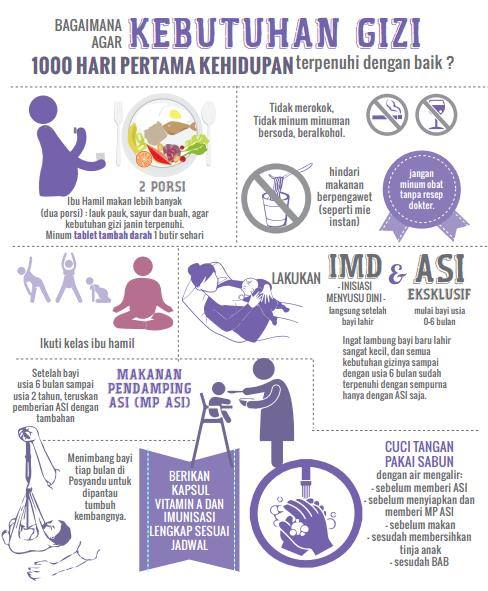 BAGAIMANA
AGAR
KEBUTUHAN GIZI
1000 HARI PERTAMA KEHIDUPAN terpenuhi dengan baik ?
2 PORSI
Ibu Hamil makan lebih banyak
(dua porsi) : lauk pauk, sayur dan buah, agar
kebutuhan gizi janin terpenuhi.
Minum tablet tambah darah 1 butir sehari
Tidak merokok,
Tidak minum minuman
bersoda, beralkohol.
hindari
makanan
berpengawet
(seperti mie
instan)
jangan
minum obat
tanpa resep
dokter.
Ikuti kelas ibu hamil
LAKUKAN
IMD
- INISIASI
MENYUSU DINI -
langsung setelah
bayi lahir
&
ASI
EKSKLUSIF
mulai bayi usia
0-6 bulan
Ingat lambung bayi baru lahir
sangat kecil, dan semua
kebutuhan gizinya sampai
dengan usia 6 bulan sudah
terpenuhi dengan sempurna
hanya dengan ASI saja.
Setelah bayi
usia 6 bulan sampai
usia 2 tahun, teruskan
pemberian ASI dengan
tambahan
MAKANAN
PENDAMPING
ASI (MP ASI)
Menimbang bayi
tiap bulan di
Posyandu untuk
dipantau
tumbuh
kembangnya.
BERIKAN
KAPSUL
VITAMIN A DAN
IMUNISASI
LENGKAP SESUAI
JADWAL
CUCI TANGAN
PAKAI SABUN
dengan air mengalir:
- sebelum memberi ASI
- sebelum menyiapkan dan
memberi MP ASI
- sebelum makan
- sesudah membersihkan
tinja anak
- sesudah BAB